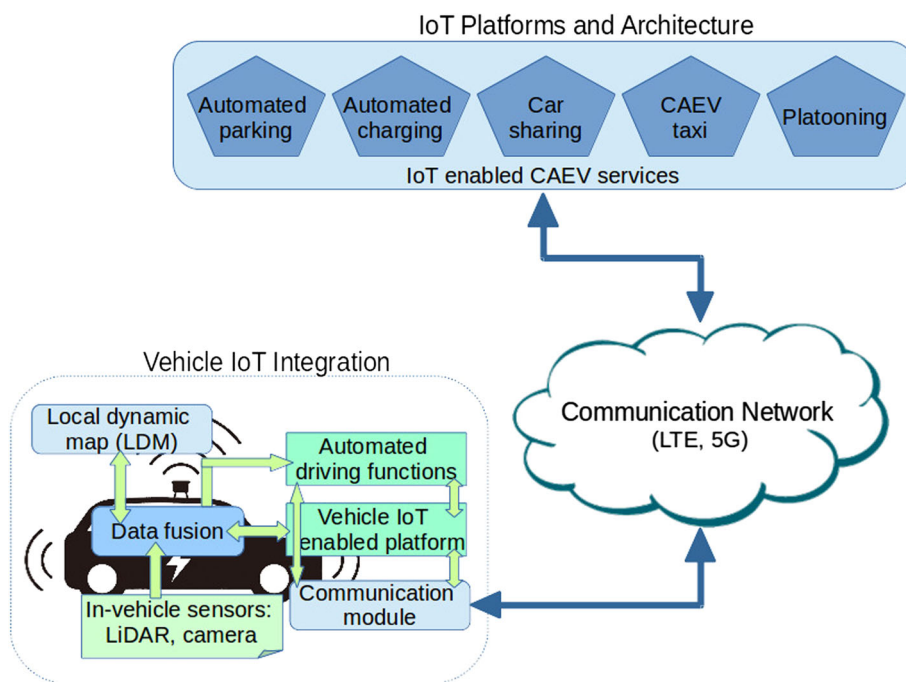 IoT Platforms and Architecture
Automated
parking
Automated
charging
Car
sharing
CAEV
taxi
Platooning
IoT enabled CAEV services
Communication Network
(LTE, 5G)
Vehicle IoT Integration
Local dynamic
map (LDM)
Automated
driving functions
Data fusion
Vehicle IoT
enabled platform
In-vehicle sensors:
LiDAR, camera
Communication
module